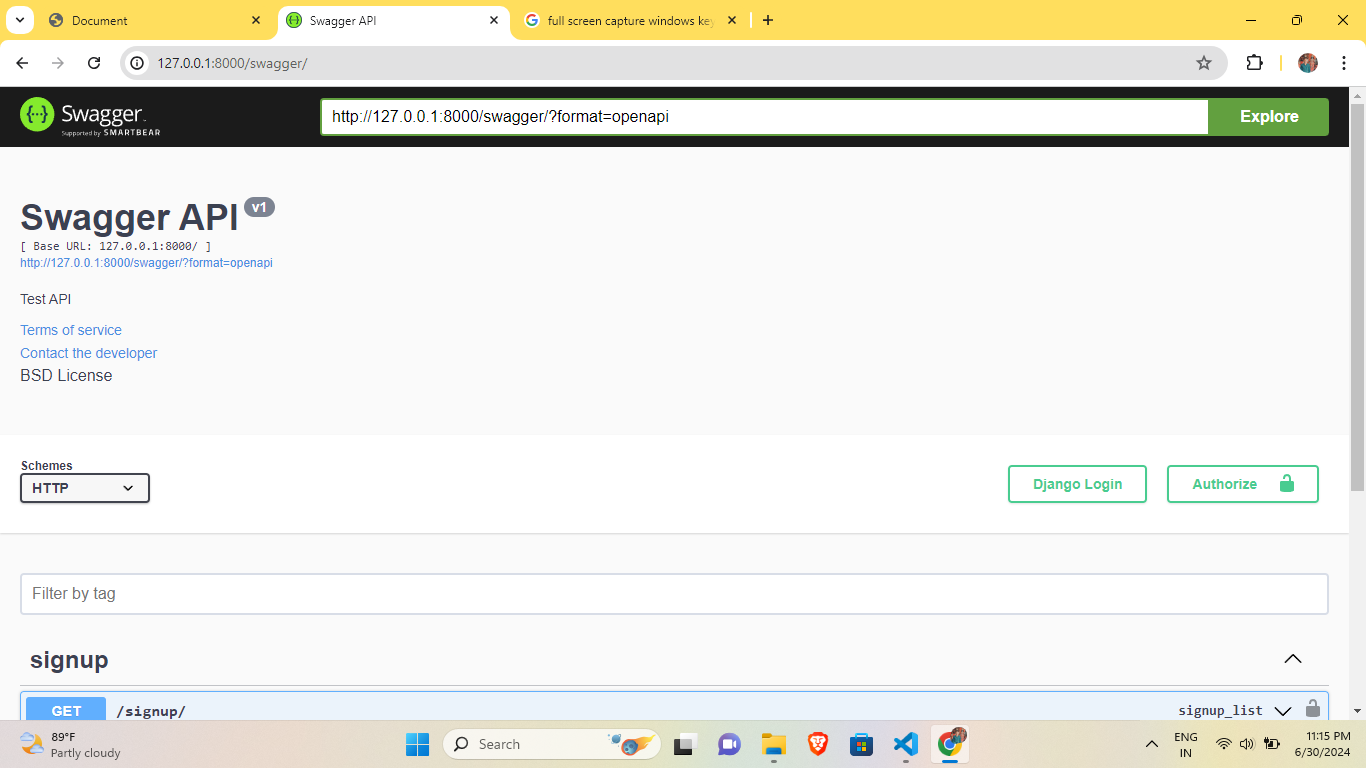 Document
Swagger API
full screen capture windows key
127.0.0.1:8000/swagger/
Swagger
Supported by SMARTBEAR
http://127.0.0.1:8000/swagger/?format=openapi
Explore
Swagger API v1
[ Base URL: 127.0.0.1:8000/ ]
http://127.0.0.1:8000/swagger/?format=openapi
Test API
Terms of service
Contact the developer
BSD License
Schemes
HTTP
Django Login
Authorize
Filter by tag
signup
GET /signup/ signup_list
89°F
Partly cloudy
Search
ENG
IN
11:15 PM
6/30/2024